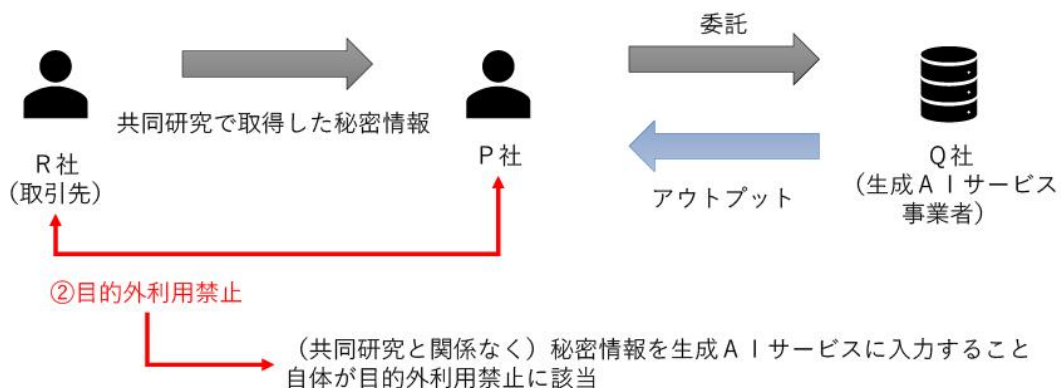 委託
共同研究で取得した秘密情報
R社
(取引先)
P社
Q社
(生成AIサービス
事業者)
アウトプット
②目的外利用禁止
(共同研究と関係なく)秘密情報を生成AIサービスに入力すること
自体が目的外利用禁止に該当